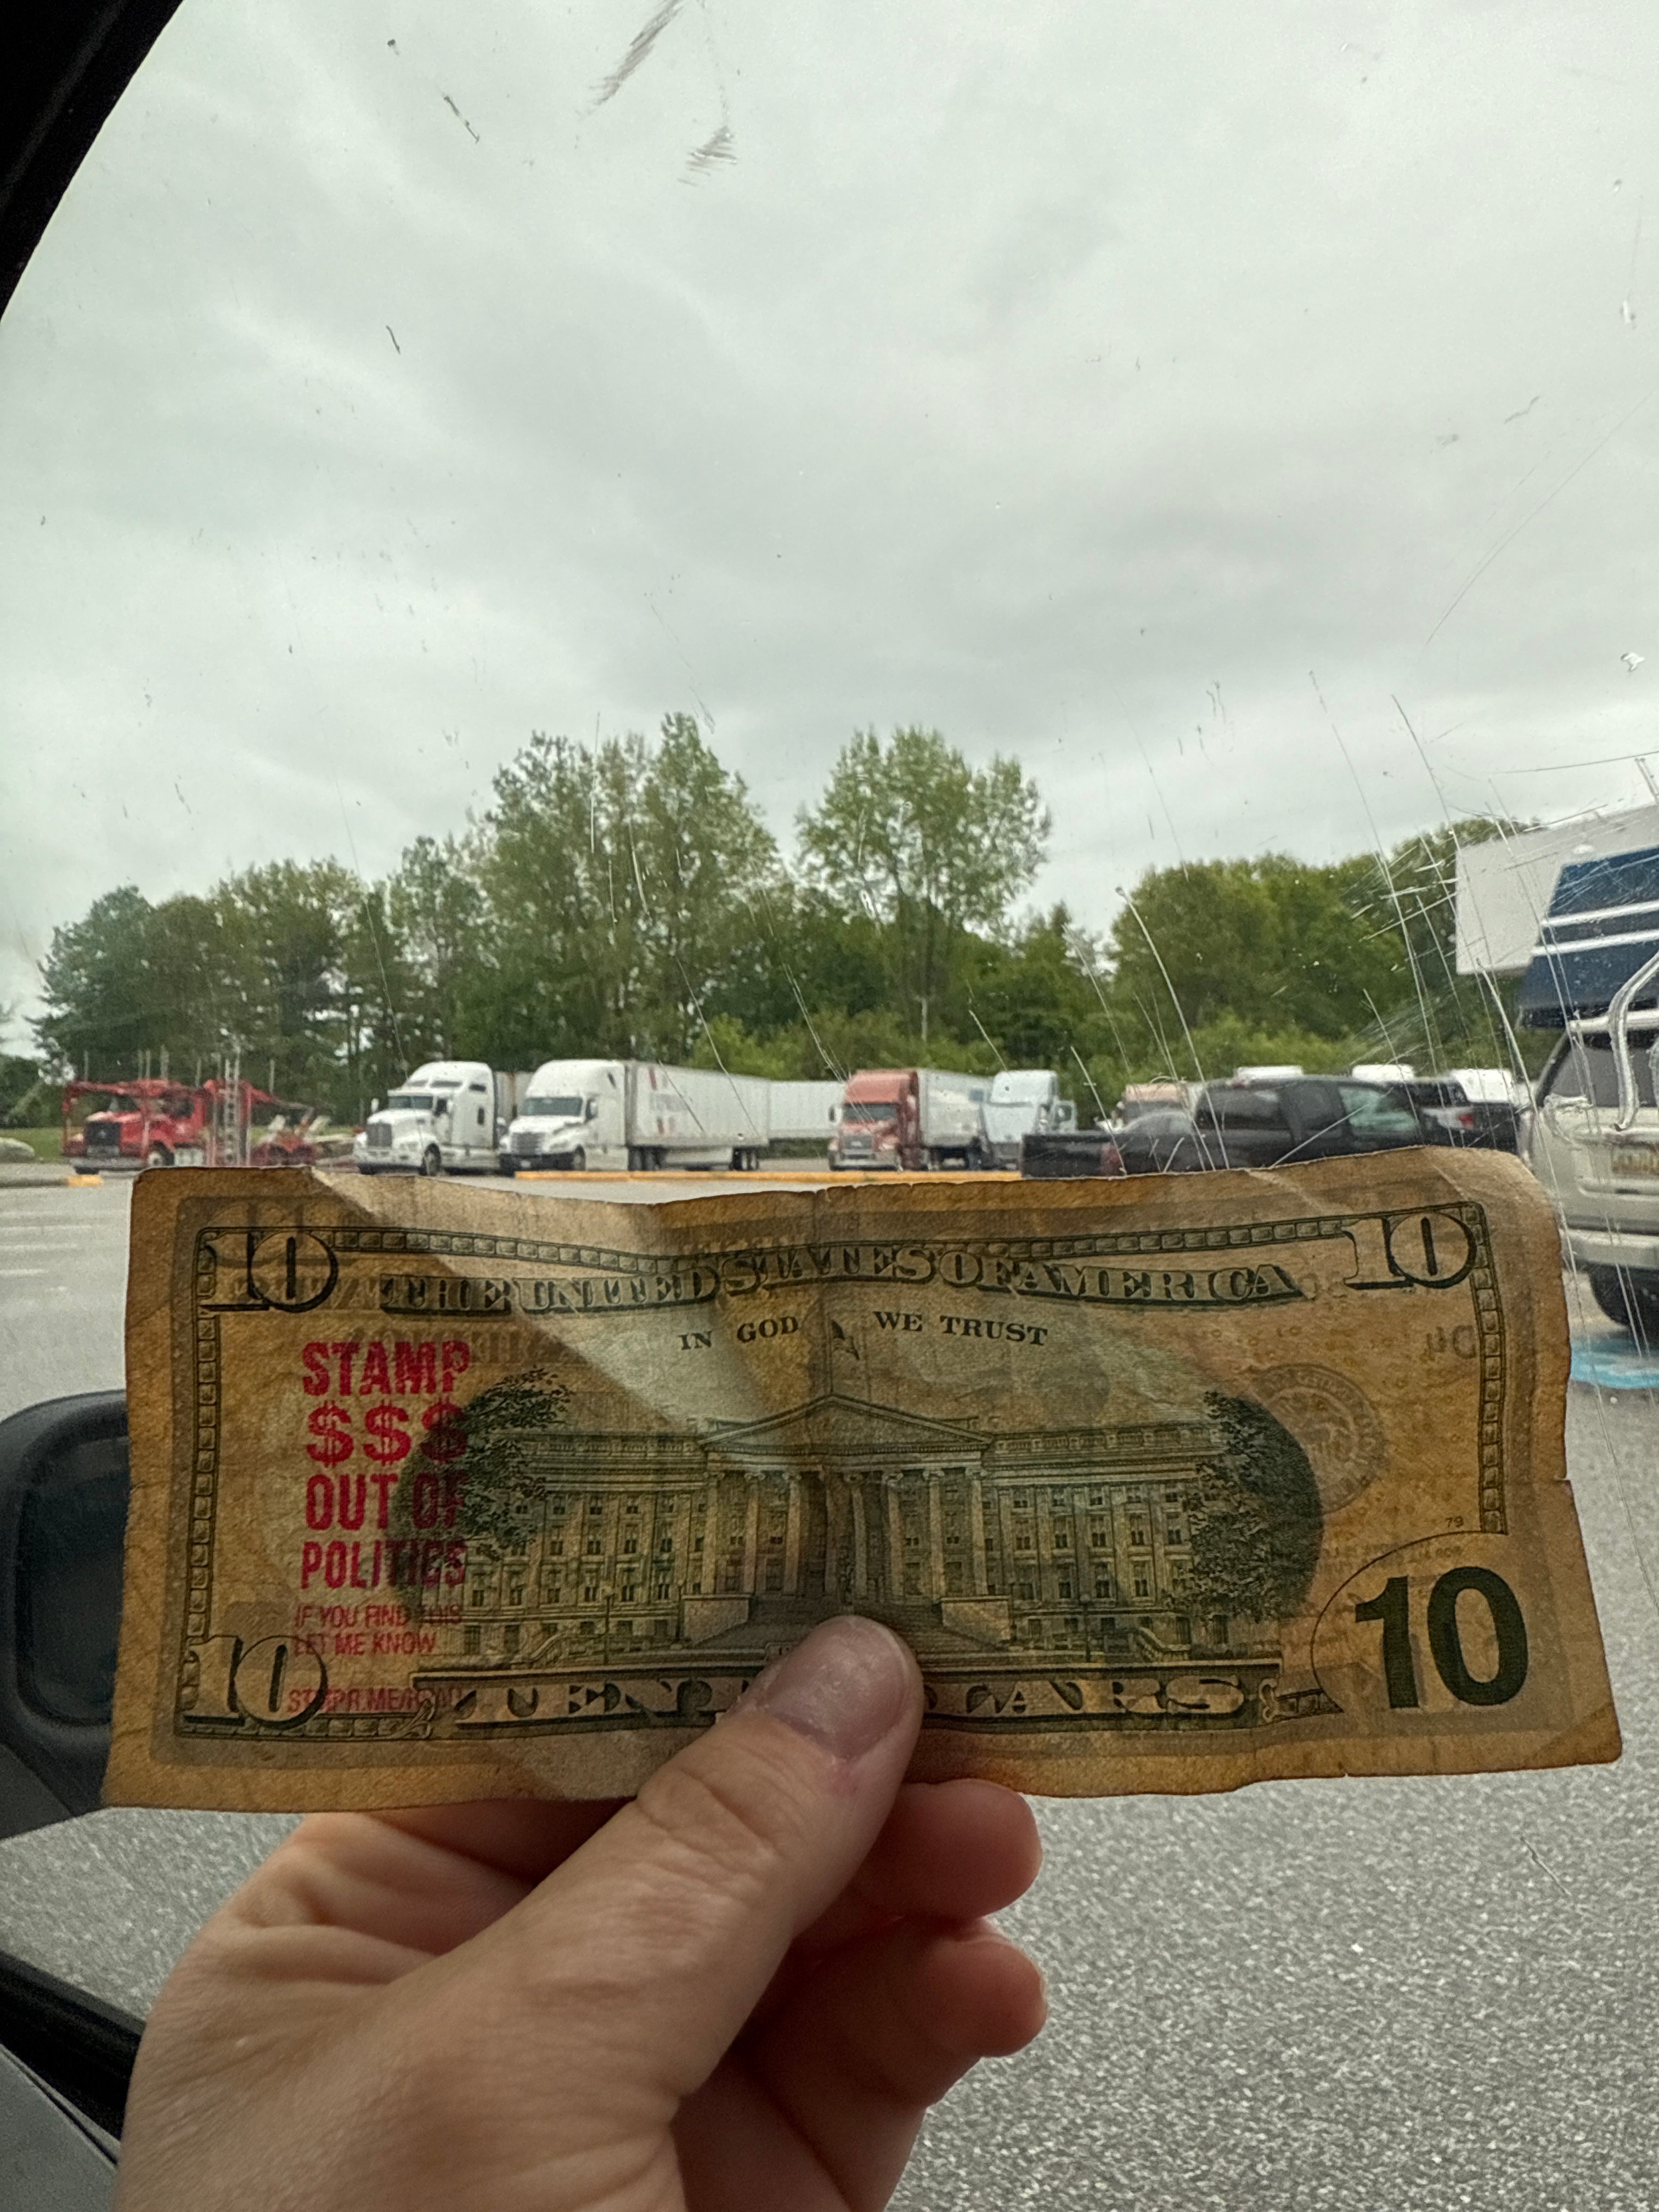 10
THE UNITED STATES OF AMERICA
10
IN GOD WE TRUST
STAMP
$$$
OUT OF
POLITICS
IF YOU FIND THIS
LET ME KNOW
79
10
10